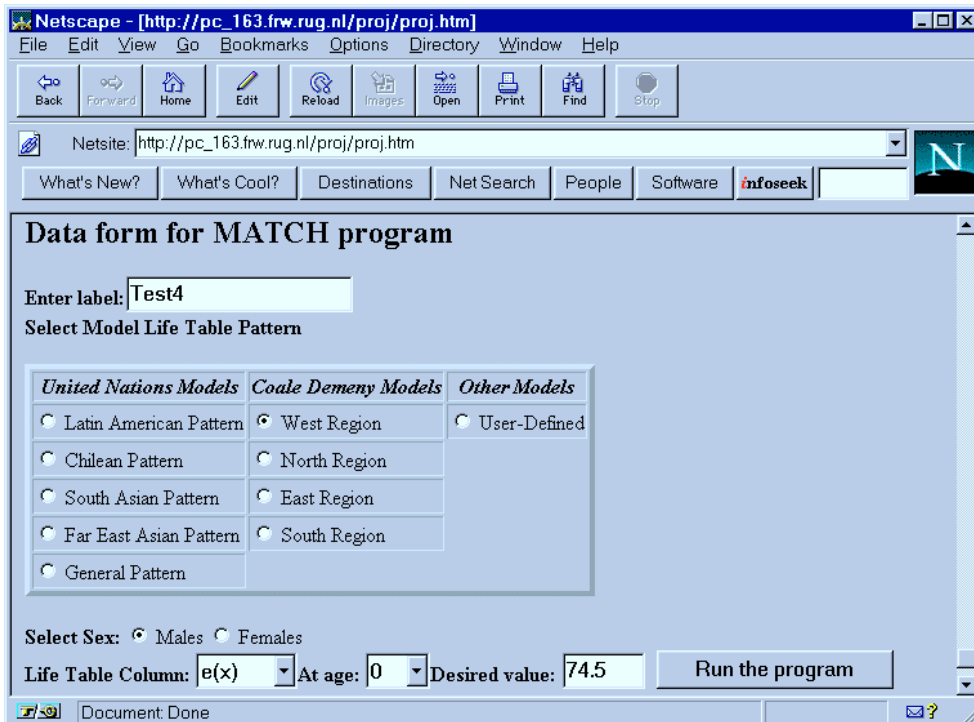 Netscape - [http://pc_163.frw.rug.nl/proj/proj.htm]
File Edit View Go Bookmarks Options Directory Window Help
Back Forward Home Edit Reload Images Open Print Find Stop
Netsite: http://pc_163.frw.rug.nl/proj/proj.htm
N
What's New? What's Cool? Destinations Net Search People Software infoseek
Data form for MATCH program
Enter label: Test4
Select Model Life Table Pattern
United Nations Models Coale Demeny Models Other Models
Latin American Pattern West Region User-Defined
Chilean Pattern North Region
South Asian Pattern East Region
Far East Asian Pattern South Region
General Pattern
Select Sex: Males Females
Life Table Column: e(x) At age: 0 Desired value: 74.5 Run the program
Document: Done